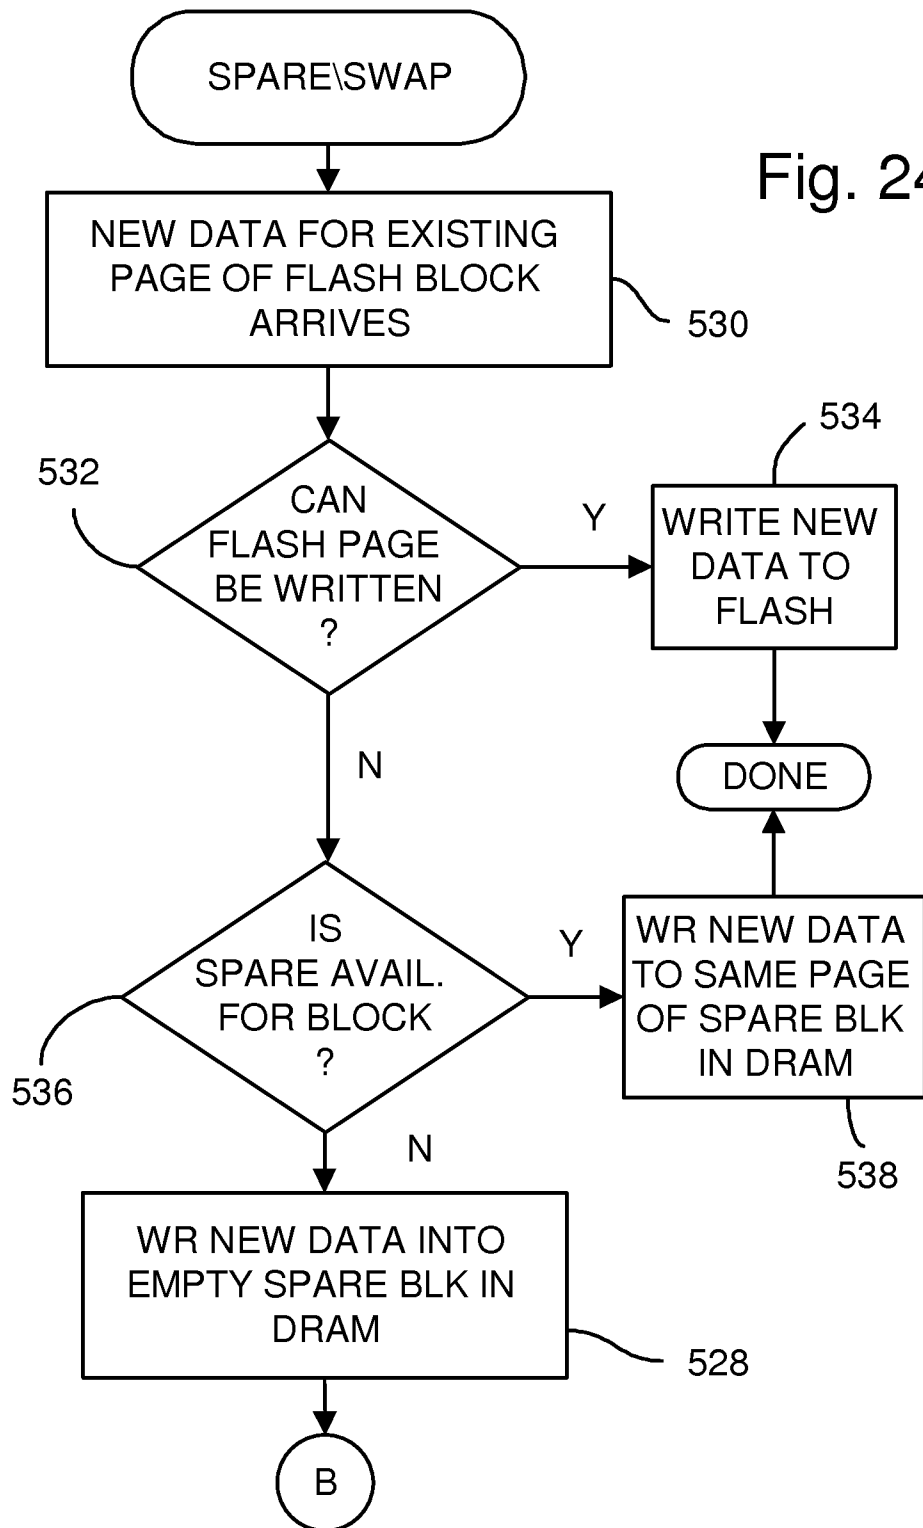 SPARE\SWAP
Fig. 24
NEW DATA FOR EXISTING
PAGE OF FLASH BLOCK
ARRIVES
530
532
CAN
FLASH PAGE
BE WRITTEN
?
Y
534
WRITE NEW
DATA TO
FLASH
N
DONE
IS
SPARE AVAIL.
FOR BLOCK
?
Y
536
WR NEW DATA
TO SAME PAGE
OF SPARE BLK
IN DRAM
538
N
WR NEW DATA INTO
EMPTY SPARE BLK IN
DRAM
528
B